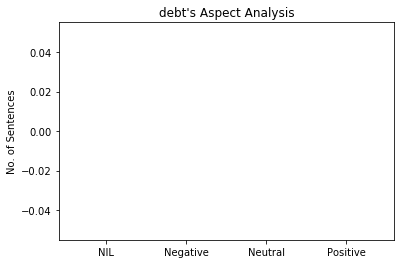 debt's Aspect Analysis
No. of Sentences
0.04
0.02
0.00
−0.02
−0.04
NIL Negative Neutral Positive